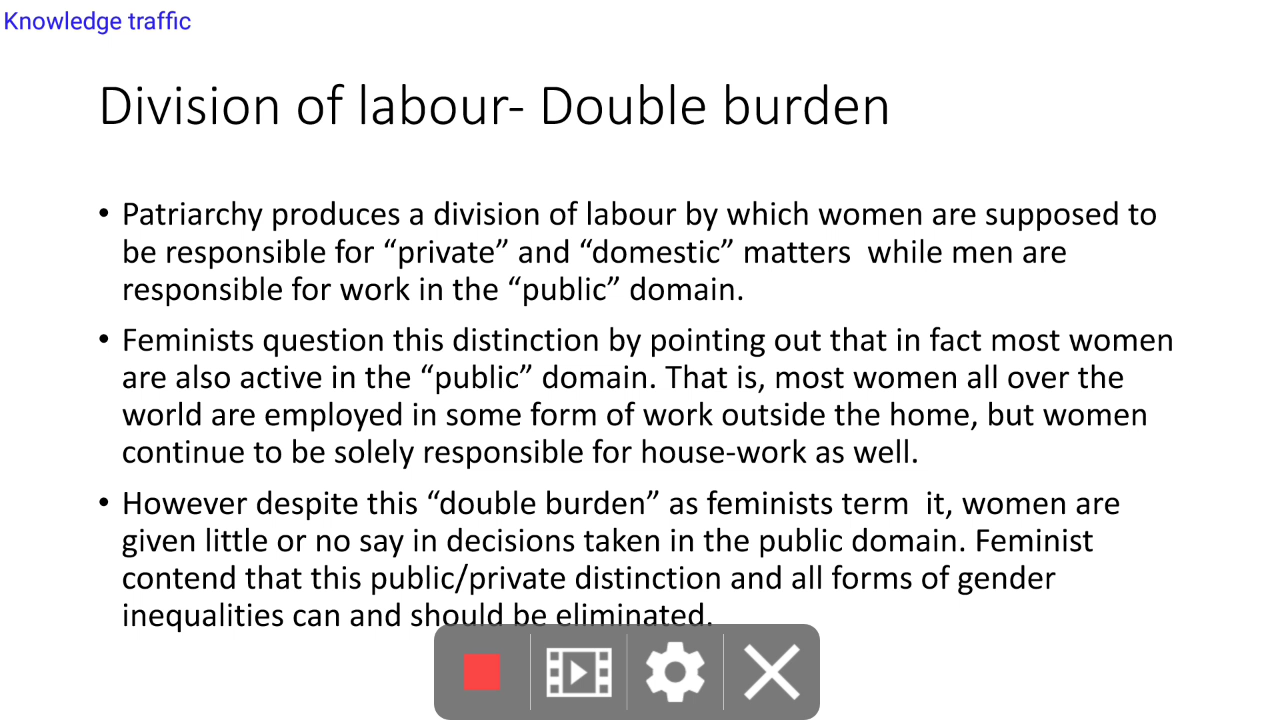 Knowledge traffic
Division of labour- Double burden
• Patriarchy produces a division of labour by which women are supposed to
be responsible for “private” and “domestic” matters  while men are
responsible for work in the “public” domain.
• Feminists question this distinction by pointing out that in fact most women
are also active in the “public” domain. That is, most women all over the
world are employed in some form of work outside the home, but women
continue to be solely responsible for house-work as well.
• However despite this “double burden” as feminists term  it, women are
given little or no say in decisions taken in the public domain. Feminist
contend that this public/private distinction and all forms of gender
inequalities can and should be eliminated.